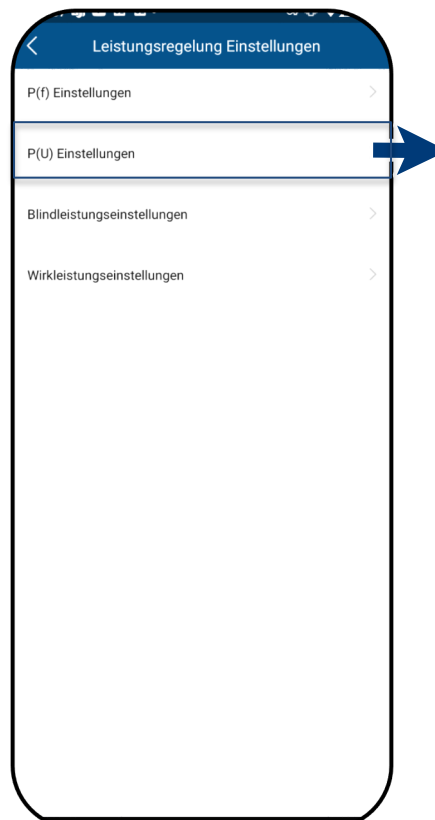 Leistungsregelung Einstellungen
P(f) Einstellungen
P(U) Einstellungen
Blindleistungseinstellungen
Wirkleistungseinstellungen